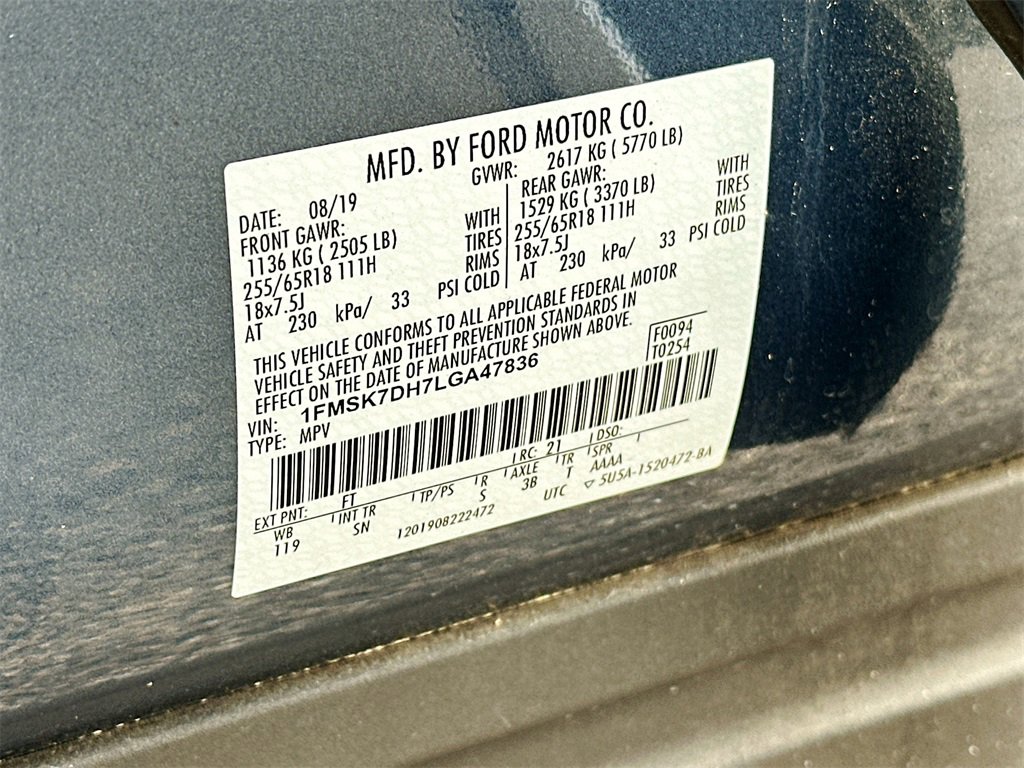 MFD. BY FORD MOTOR CO.
DATE: 08/19 GVWR: 2617 KG ( 5770 LB)
FRONT GAWR: WITH REAR GAWR: WITH
1136 KG ( 2505 LB) TIRES 1529 KG ( 3370 LB) TIRES
255/65R18 111H RIMS 255/65R18 111H RIMS
18x7.5J PSI COLD 18x7.5J PSI COLD
AT 230 kPa/ 33 AT 230 kPa/ 33
THIS VEHICLE CONFORMS TO ALL APPLICABLE FEDERAL MOTOR
VEHICLE SAFETY AND THEFT PREVENTION STANDARDS IN
EFFECT ON THE DATE OF MANUFACTURE SHOWN ABOVE.
VIN: 1FMSK7DH7LGA47836 F0094
TYPE: MPV T0254
EXT PNT: FT RC: 21 DSO:
WB INT TR TP/PS R AXLE TR SPR
119 SN S 3B T AAAA
1201908222472 UTC ▽ 5U5A-1520472-BA